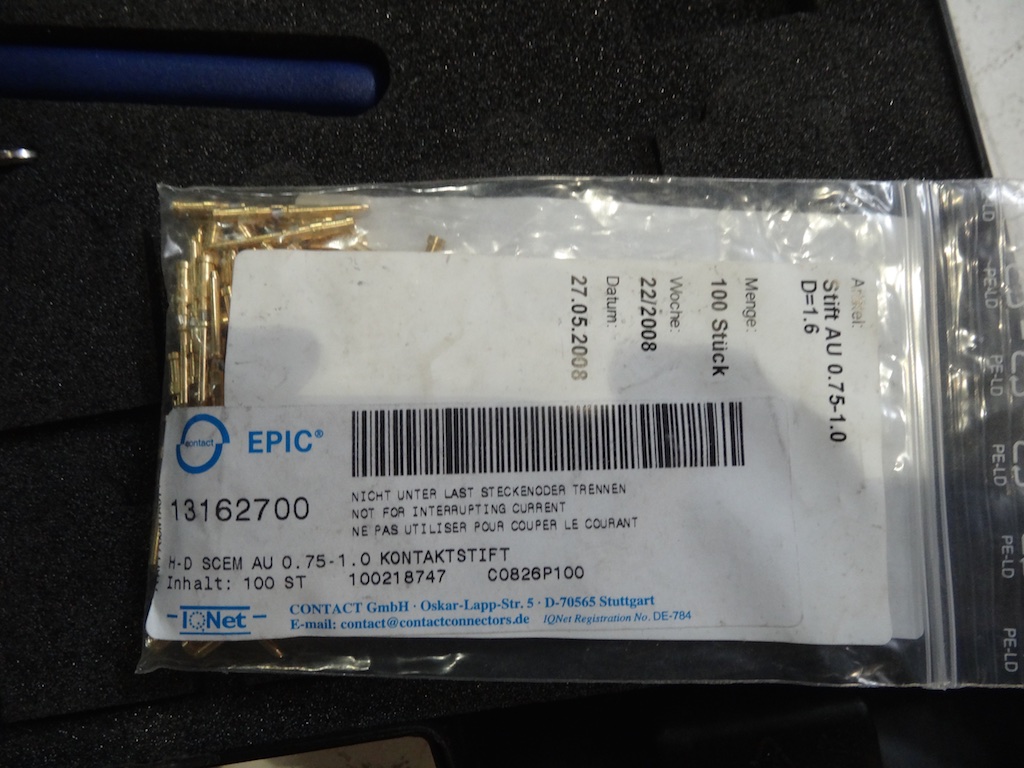 Artikel:
Stift AU 0.75-1.0
D=1.6
Menge:
100 Stück
Woche:
22/2008
Datum:
27.05.2008
contact
EPIC®
13162700
NICHT UNTER LAST STECKENODER TRENNEN
NOT FOR INTERRUPTING CURRENT
NE PAS UTILISER POUR COUPER LE COURANT
H-D SCEM AU 0.75-1.0 KONTAKTSTIFT
Inhalt: 100 ST 100218747 C0826P100
IQNet
CONTACT GmbH · Oskar-Lapp-Str. 5 · D-70565 Stuttgart
E-mail: contact@contactconnectors.de IQNet Registration No. DE-784
PE-LD
PE-LD
PE-LD
PE-LD
PE-LD
PE-LD